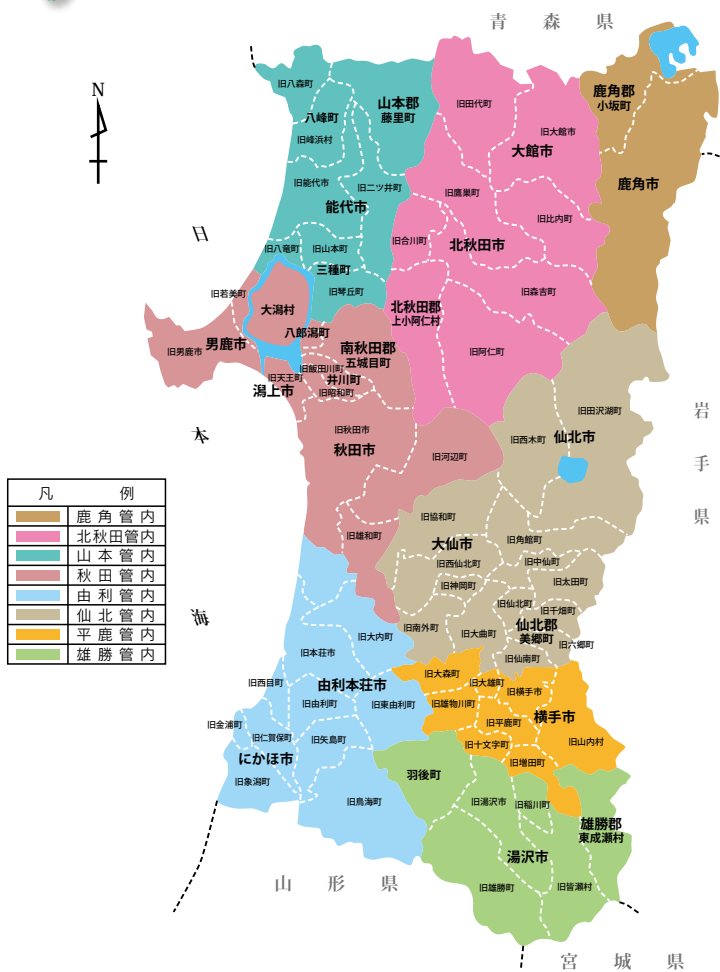 青森県
N
日本海
岩手県
山形県
宮城県
旧八森町
八峰町
旧峰浜村
山本郡
藤里町
旧能代市
旧二ツ井町
能代市
旧八竜町
旧山本町
三種町
旧琴丘町
旧田代町
旧大館市
大館市
旧鷹巣町
旧比内町
旧合川町
北秋田市
旧森吉町
北秋田郡
上小阿仁村
旧阿仁町
鹿角郡
小坂町
鹿角市
旧若美町
大潟村
八郎潟町
旧男鹿市
男鹿市
南秋田郡
五城目町
旧飯田川町
旧天王町
井川町
潟上市
旧昭和町
旧秋田市
秋田市
旧河辺町
旧雄和町
旧田沢湖町
旧西木町
仙北市
旧協和町
旧角館町
大仙市
旧西仙北町
旧中仙町
旧神岡町
旧太田町
旧仙北町
旧千畑町
旧南外町
旧大曲町
仙北郡
美郷町
旧六郷町
旧仙南町
旧大内町
旧本荘市
旧西目町
由利本荘市
旧由利町
旧東由利町
旧金浦町
旧仁賀保町
旧矢島町
にかほ市
旧象潟町
旧鳥海町
旧大森町
旧大雄町
旧横手市
旧雄物川町
旧平鹿町
横手市
旧十文字町
旧山内村
旧増田町
羽後町
旧湯沢市
旧稲川町
雄勝郡
東成瀬村
湯沢市
旧雄勝町
旧皆瀬村
凡例
鹿角管内
北秋田管内
山本管内
秋田管内
由利管内
仙北管内
平鹿管内
雄勝管内